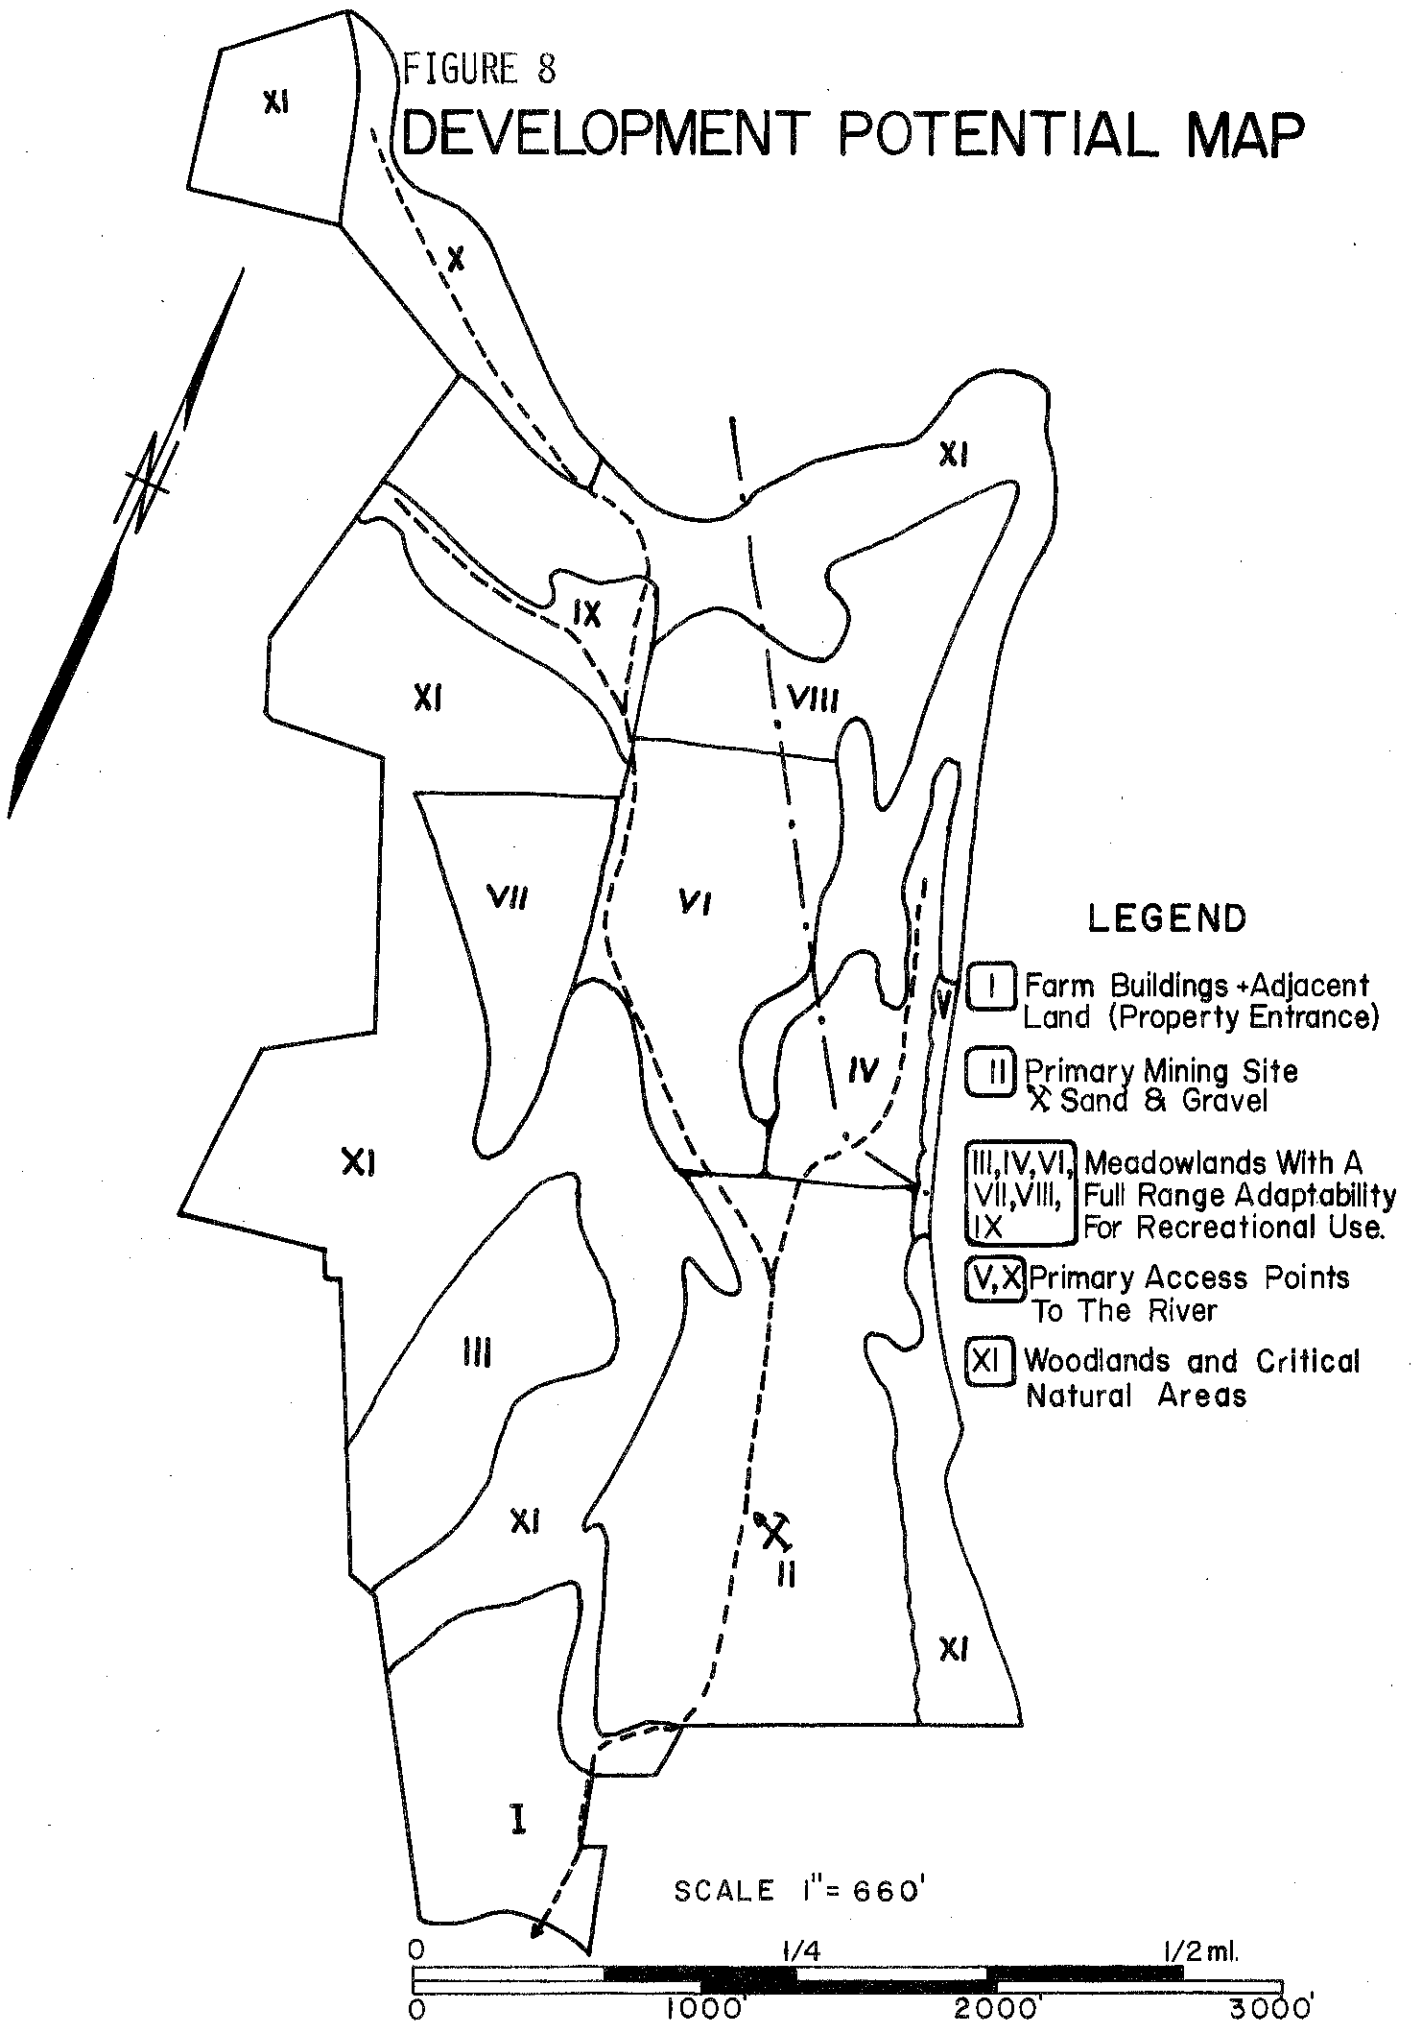 FIGURE 8
DEVELOPMENT POTENTIAL MAP
XI
X
N
XI
IX
XI
VIII
VII
VI
V
IV
XI
III
XI
II
XI
I
LEGEND
I Farm Buildings + Adjacent
Land (Property Entrance)
II Primary Mining Site
Sand & Gravel
III, IV, VI, Meadowlands With A
VII, VIII, Full Range Adaptability
IX For Recreational Use.
V, X Primary Access Points
To The River
XI Woodlands and Critical
Natural Areas
SCALE 1" = 660'
0 1/4 1/2 mi.
0 1000' 2000' 3000'